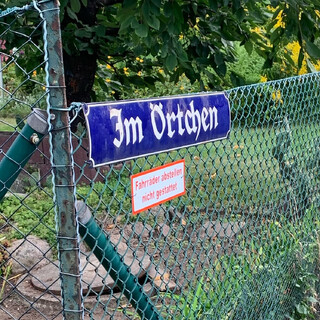 Im Örtchen
Fahrräder abstellen
nicht gestattet